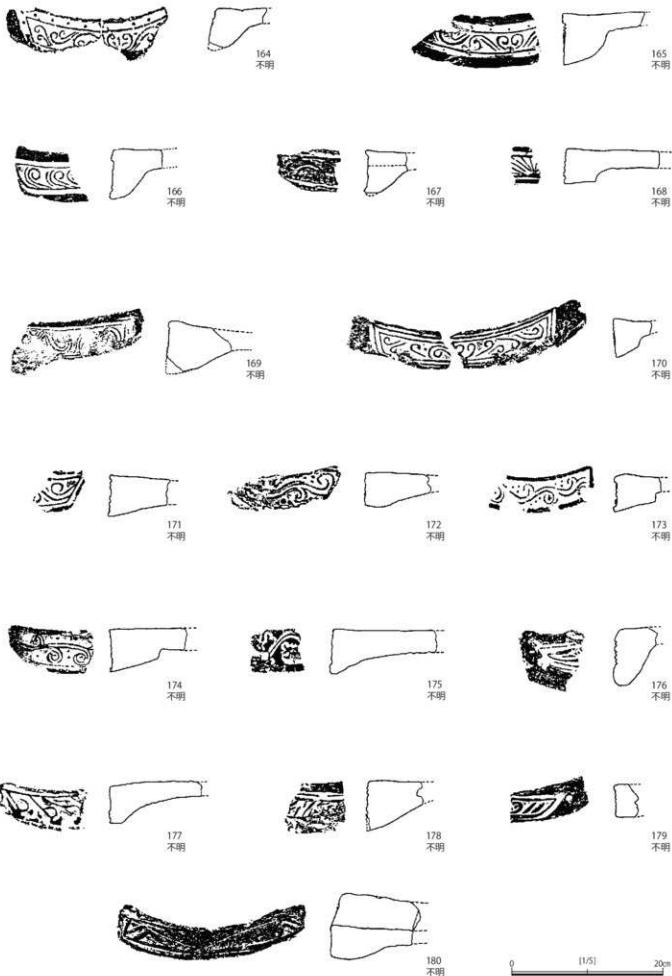 164
不明
165
不明
166
不明
167
不明
168
不明
169
不明
170
不明
171
不明
172
不明
173
不明
174
不明
175
不明
176
不明
177
不明
178
不明
179
不明
180
不明
0 [1/5] 20cm